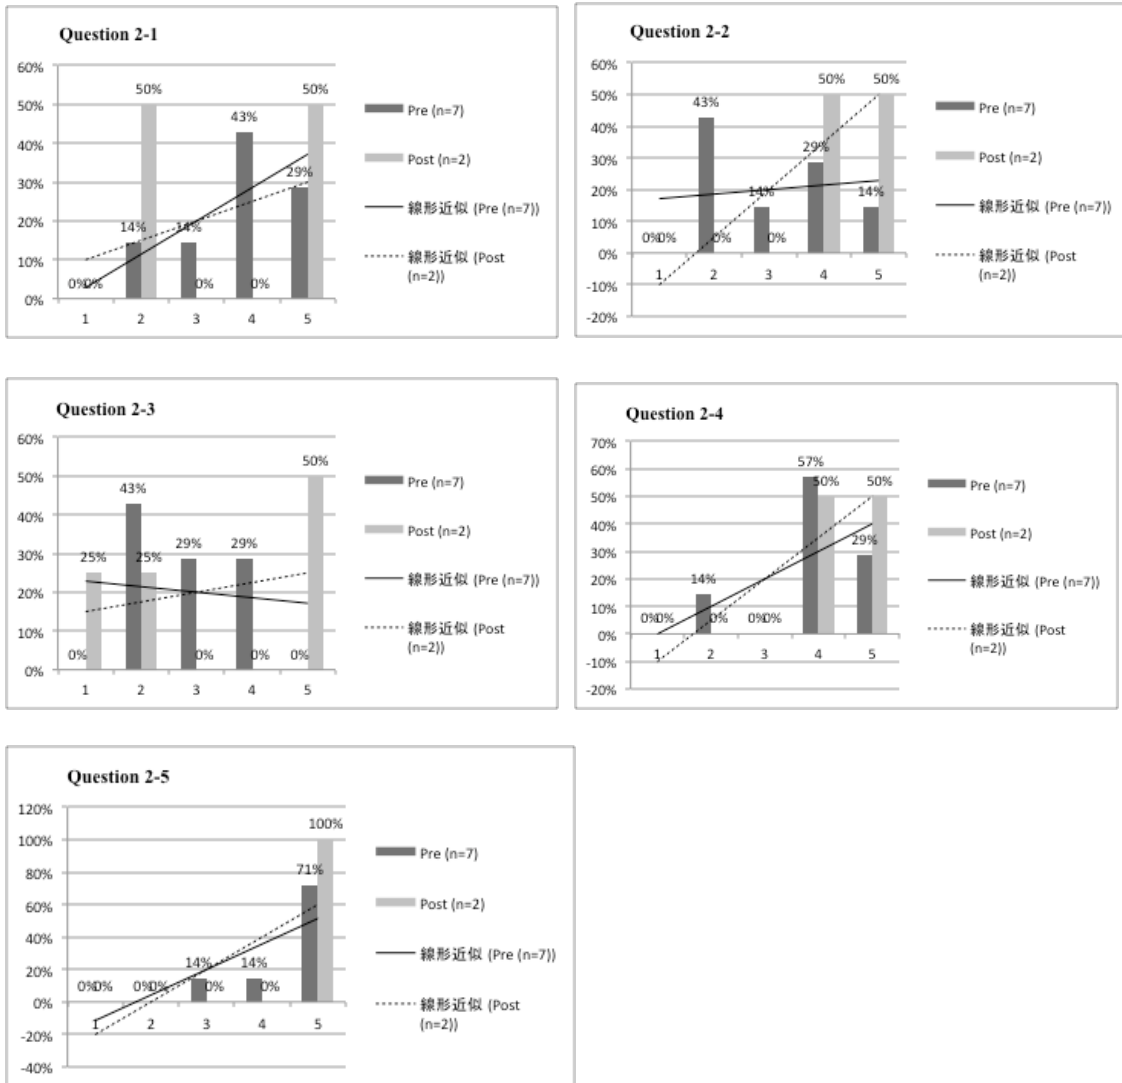 Question 2-1
60%
50%
40%
30%
20%
10%
0%
0%
0%
14%
50%
14%
0%
43%
0%
29%
50%
1 2 3 4 5
Pre (n=7)
Post (n=2)
線形近似 (Pre (n=7))
線形近似 (Post
(n=2))
Question 2-2
60%
50%
40%
30%
20%
10%
0%
-10%
-20%
0%
0%
43%
0%
14%
0%
29%
50%
14%
50%
1 2 3 4 5
Pre (n=7)
Post (n=2)
線形近似 (Pre (n=7))
線形近似 (Post
(n=2))
Question 2-3
60%
50%
40%
30%
20%
10%
0%
0%
25%
43%
25%
29%
0%
29%
0%
0%
50%
1 2 3 4 5
Pre (n=7)
Post (n=2)
線形近似 (Pre (n=7))
線形近似 (Post
(n=2))
Question 2-4
70%
60%
50%
40%
30%
20%
10%
0%
-10%
-20%
0%
0%
14%
0%
0%
0%
57%
50%
29%
50%
1 2 3 4 5
Pre (n=7)
Post (n=2)
線形近似 (Pre (n=7))
線形近似 (Post
(n=2))
Question 2-5
120%
100%
80%
60%
40%
20%
0%
-20%
-40%
0%
0%
0%
0%
14%
0%
14%
0%
71%
100%
1 2 3 4 5
Pre (n=7)
Post (n=2)
線形近似 (Pre (n=7))
線形近似 (Post
(n=2))